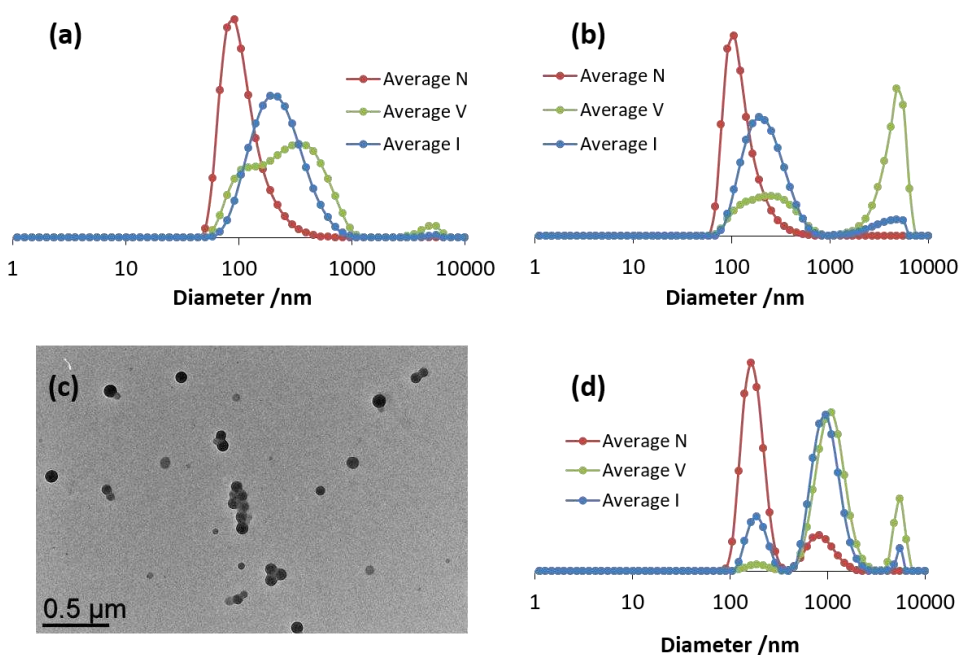 (a)
Average N
Average V
Average I
1 10 100 1000 10000
Diameter /nm
(b)
Average N
Average V
Average I
1 10 100 1000 10000
Diameter /nm
(c)
0.5 µm
(d)
Average N
Average V
Average I
1 10 100 1000 10000
Diameter /nm